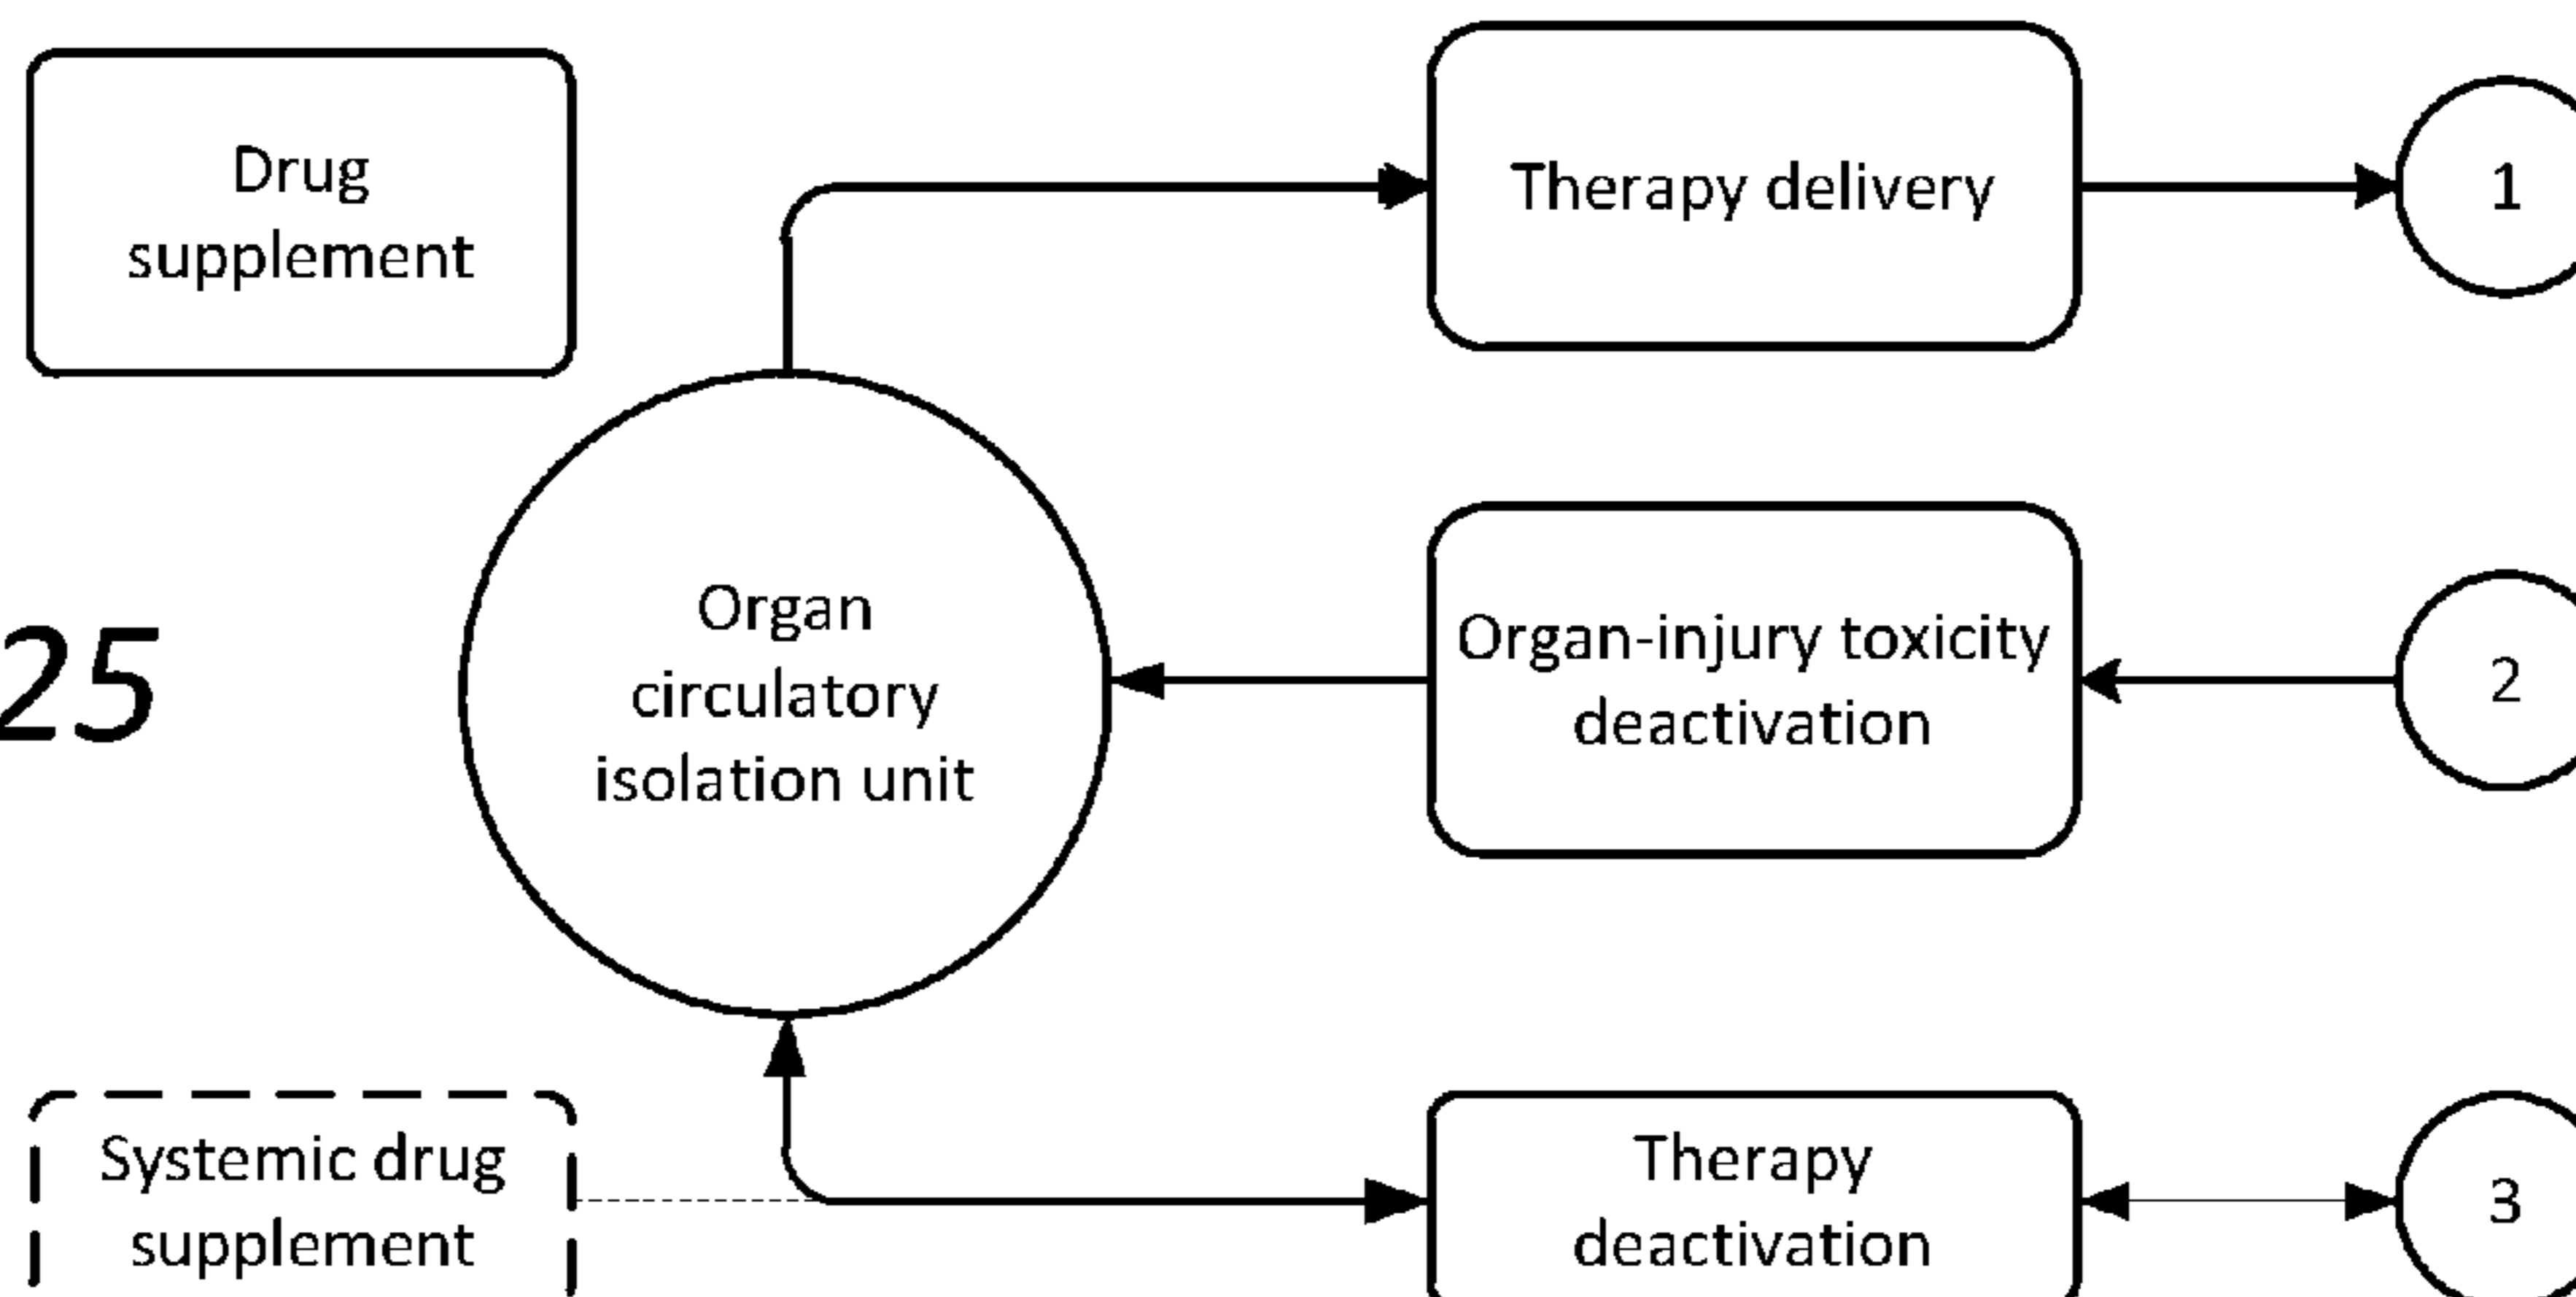 Drug
supplement
Therapy delivery
1
25
Organ
circulatory
isolation unit
Organ-injury toxicity
deactivation
2
Systemic drug
supplement
Therapy
deactivation
3